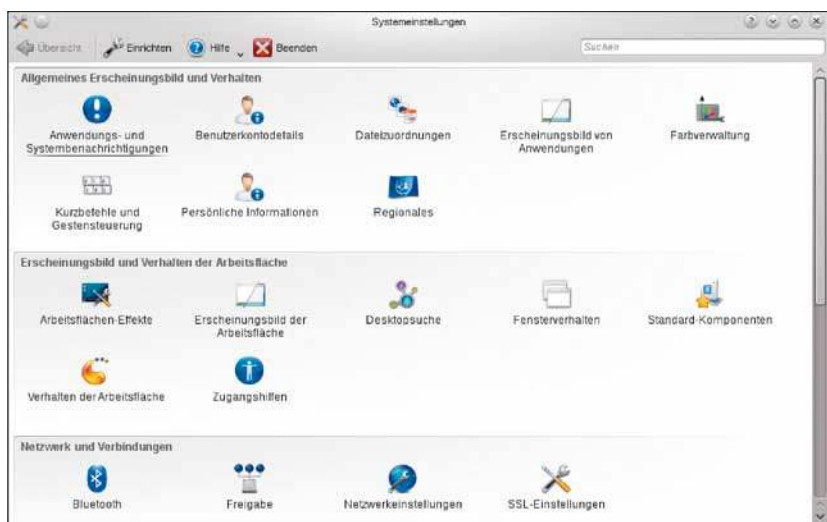 Systemeinstellungen
Übersicht Einrichten Hilfe Beenden Suchen
Allgemeines Erscheinungsbild und Verhalten
Anwendungs- und
Systembenachrichtigungen
Benutzerkontodetails
Dateizuordnungen
Erscheinungsbild von
Anwendungen
Farbverwaltung
Kurzbefehle und
Gestensteuerung
Persönliche Informationen
Regionales
Erscheinungsbild und Verhalten der Arbeitsfläche
Arbeitsflächen-Effekte
Erscheinungsbild der
Arbeitsfläche
Desktopsuche
Fensterverhalten
Standard-Komponenten
Verhalten der Arbeitsfläche
Zugangshilfen
Netzwerk und Verbindungen
Bluetooth
Freigabe
Netzwerkeinstellungen
SSL-Einstellungen